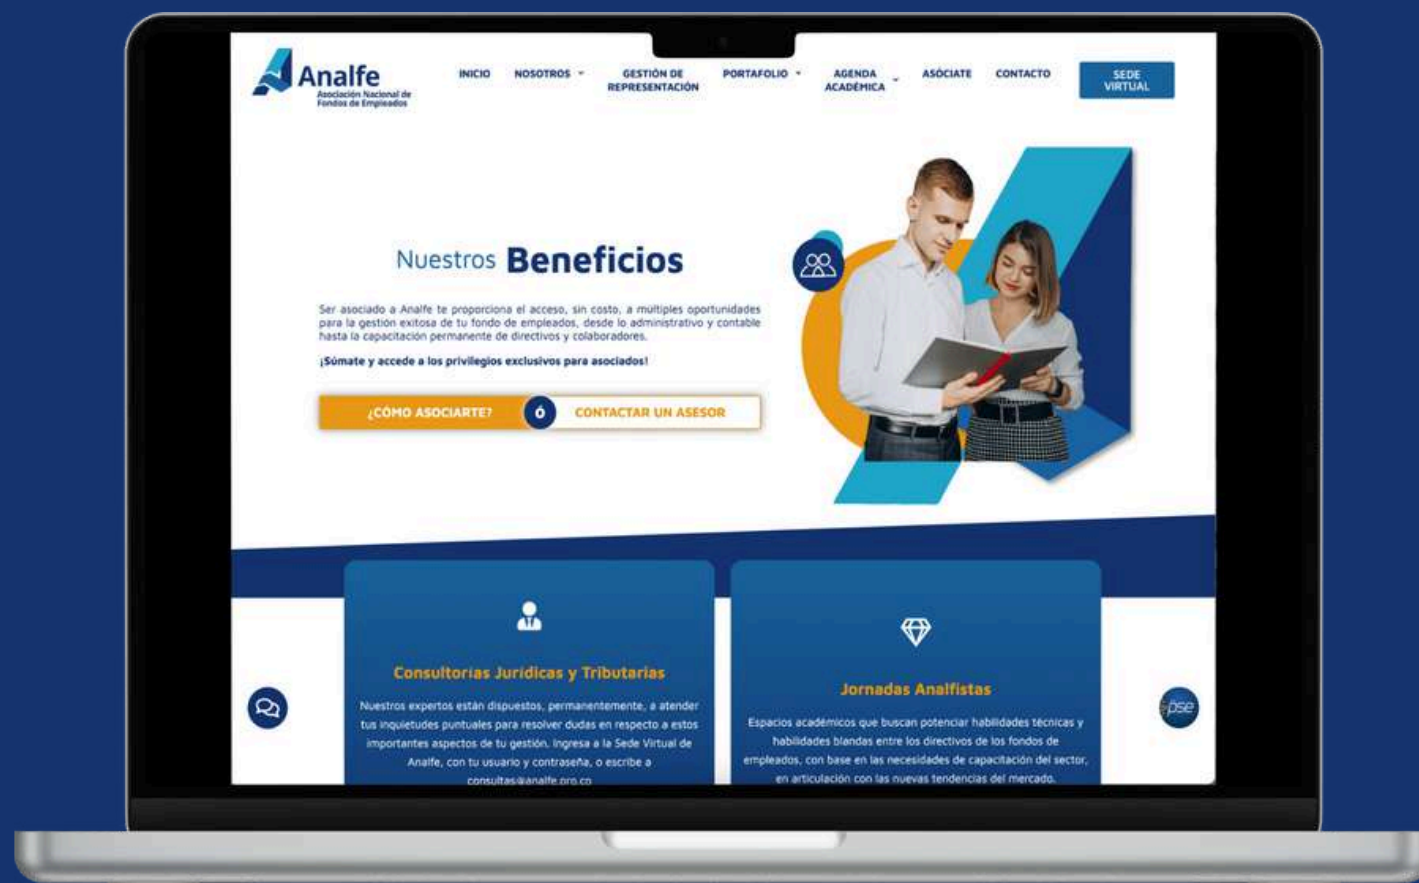 Analfe
Asociación Nacional de
Fondos de Empleados
INICIO
NOSOTROS
GESTIÓN DE
REPRESENTACIÓN
PORTAFOLIO
AGENDA
ACADÉMICA
ASÓCIATE
CONTACTO
SEDE
VIRTUAL
Nuestros Beneficios
Ser asociado a Analfe te proporciona el acceso, sin costo, a múltiples oportunidades
para la gestión exitosa de tu fondo de empleados, desde lo administrativo y contable
hasta la capacitación permanente de directivos y colaboradores.
¡Súmate y accede a los privilegios exclusivos para asociados!
¿CÓMO ASOCIARTE?
Ó
CONTACTAR UN ASESOR
Consultorías Jurídicas y Tributarias
Nuestros expertos están dispuestos, permanentemente, a atender
tus inquietudes puntuales para resolver dudas en respecto a estos
importantes aspectos de tu gestión. Ingresa a la Sede Virtual de
Analfe, con tu usuario y contraseña, o escribe a
consultas@analfe.org.co
Jornadas Analfistas
Espacios académicos que buscan potenciar habilidades técnicas y
habilidades blandas entre los directivos de los fondos de
empleados, con base en las necesidades de capacitación del sector,
en articulación con las nuevas tendencias del mercado.
pse